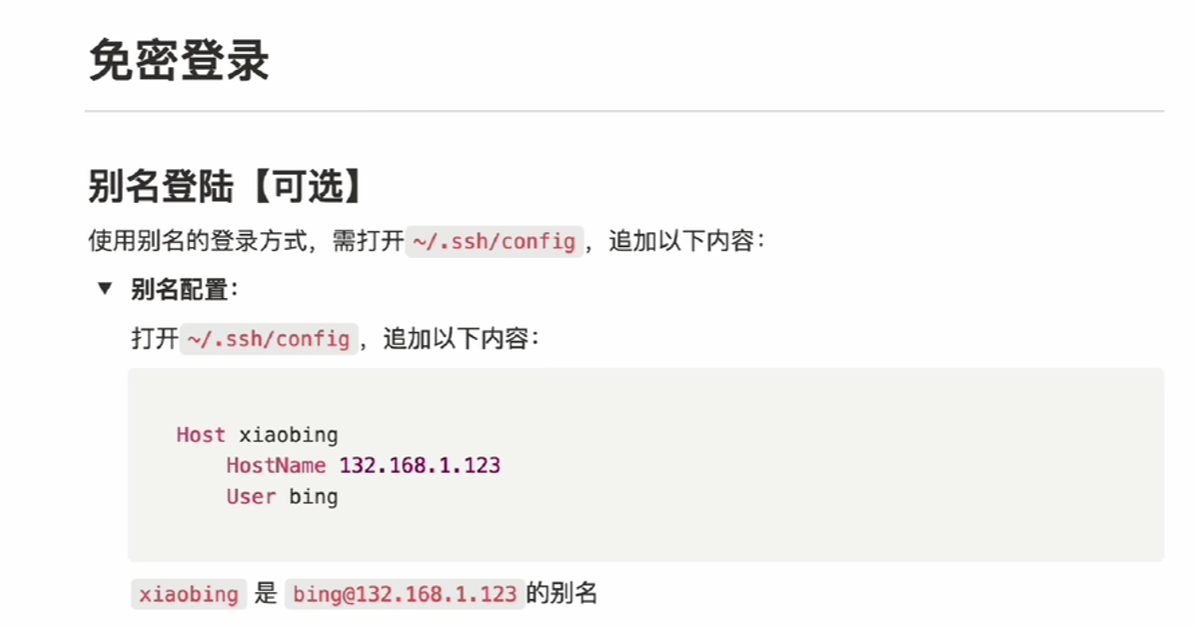 免密登录
别名登陆【可选】
使用别名的登录方式，需打开 ~/.ssh/config ，追加以下内容：
▼ 别名配置：
打开 ~/.ssh/config ，追加以下内容：
Host xiaobing
HostName 132.168.1.123
User bing
xiaobing 是 bing@132.168.1.123 的别名